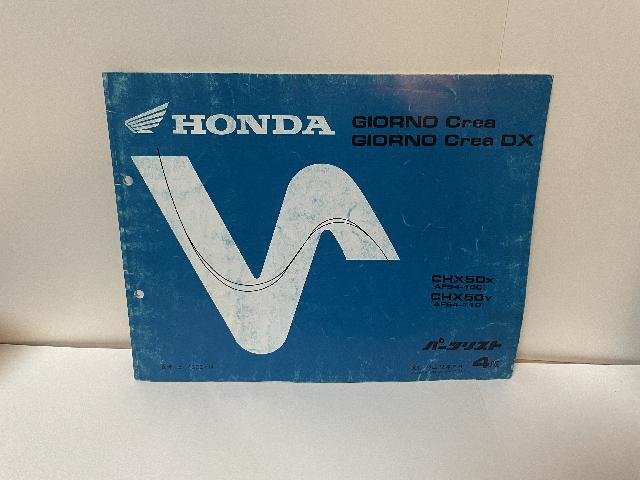 HONDA
GIORNO Crea
GIORNO Crea DX
CHX50X
(AF54-100)
CHX50Y
(AF54-110)
パーツリスト
4版